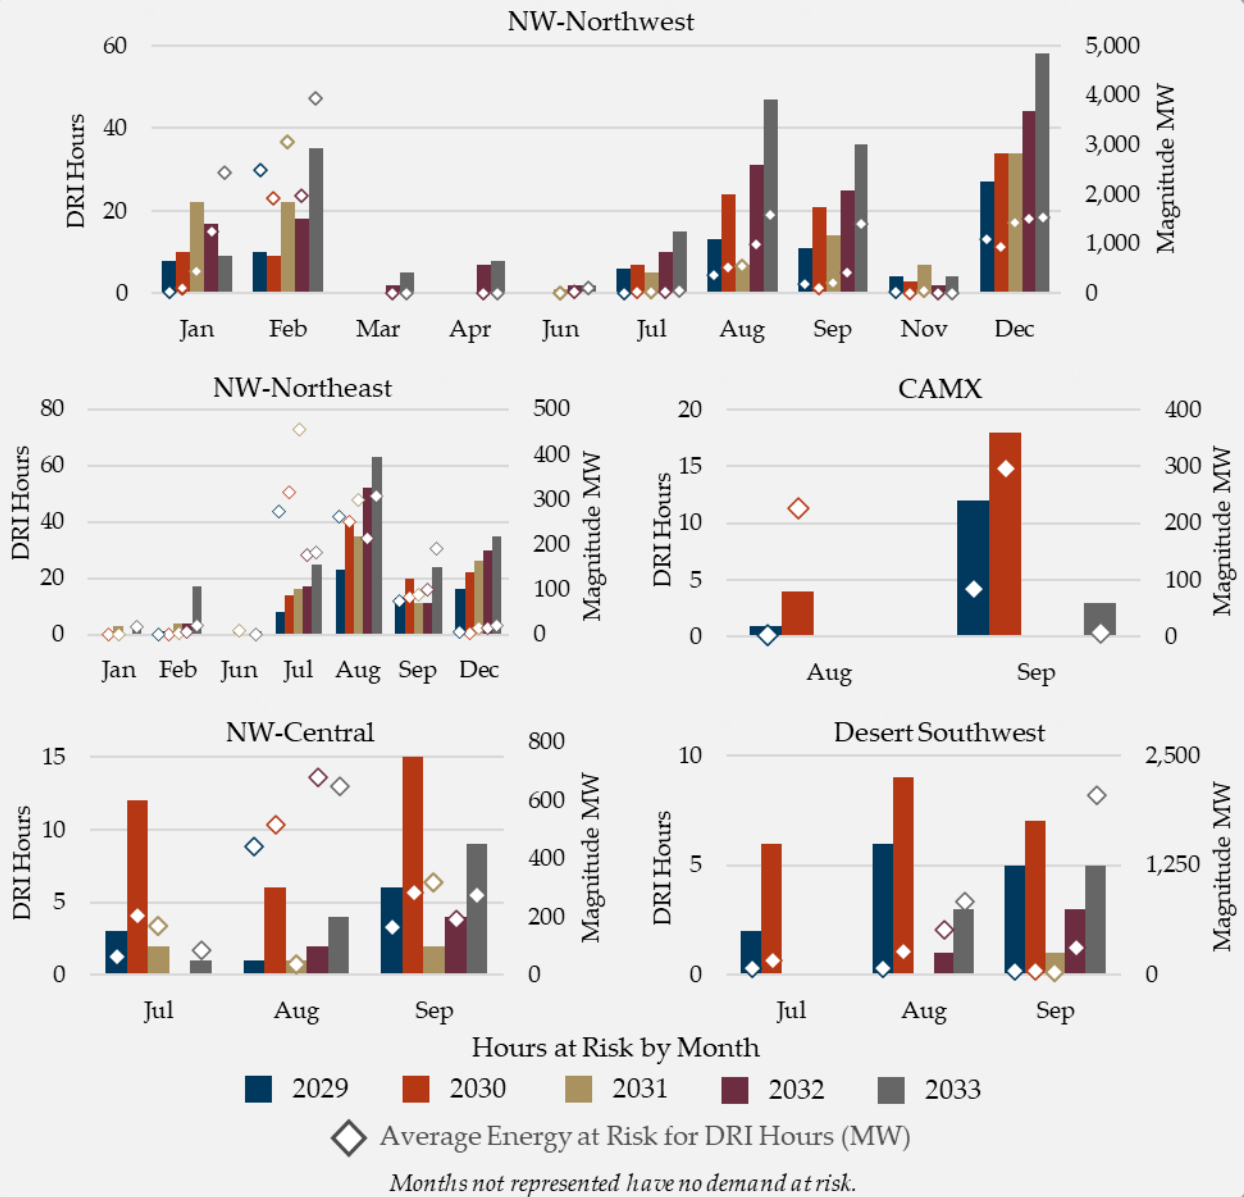 NW-Northwest
60 5,000
4,000
40 3,000
20 2,000
1,000
0 0
DRI Hours
Magnitude MW
Jan Feb Mar Apr Jun Jul Aug Sep Nov Dec
NW-Northeast
80 500
400
60
300
40
200
20 100
0 0
DRI Hours
Magnitude MW
Jan Feb Jun Jul Aug Sep Dec
CAMX
20 400
15 300
10 200
5 100
0 0
DRI Hours
Magnitude MW
Aug Sep
NW-Central
800
15
600
10
400
5
200
0 0
DRI Hours
Magnitude MW
Jul Aug Sep
Desert Southwest
10 2,500
5 1,250
0 0
DRI Hours
Magnitude MW
Jul Aug Sep
Hours at Risk by Month
2029 2030 2031 2032 2033
Average Energy at Risk for DRI Hours (MW)
Months not represented have no demand at risk.